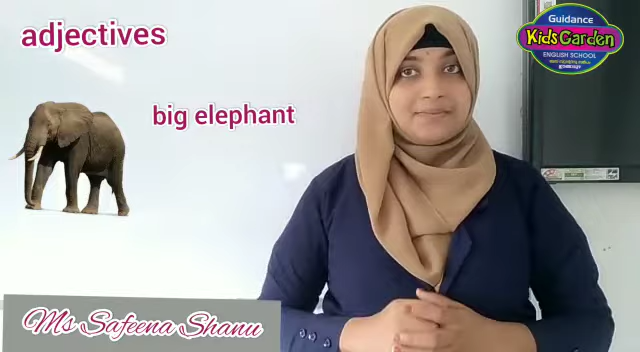 adjectives
big elephant
Guidance
Kids Garden
ENGLISH SCHOOL
Ms Safeena Shanu